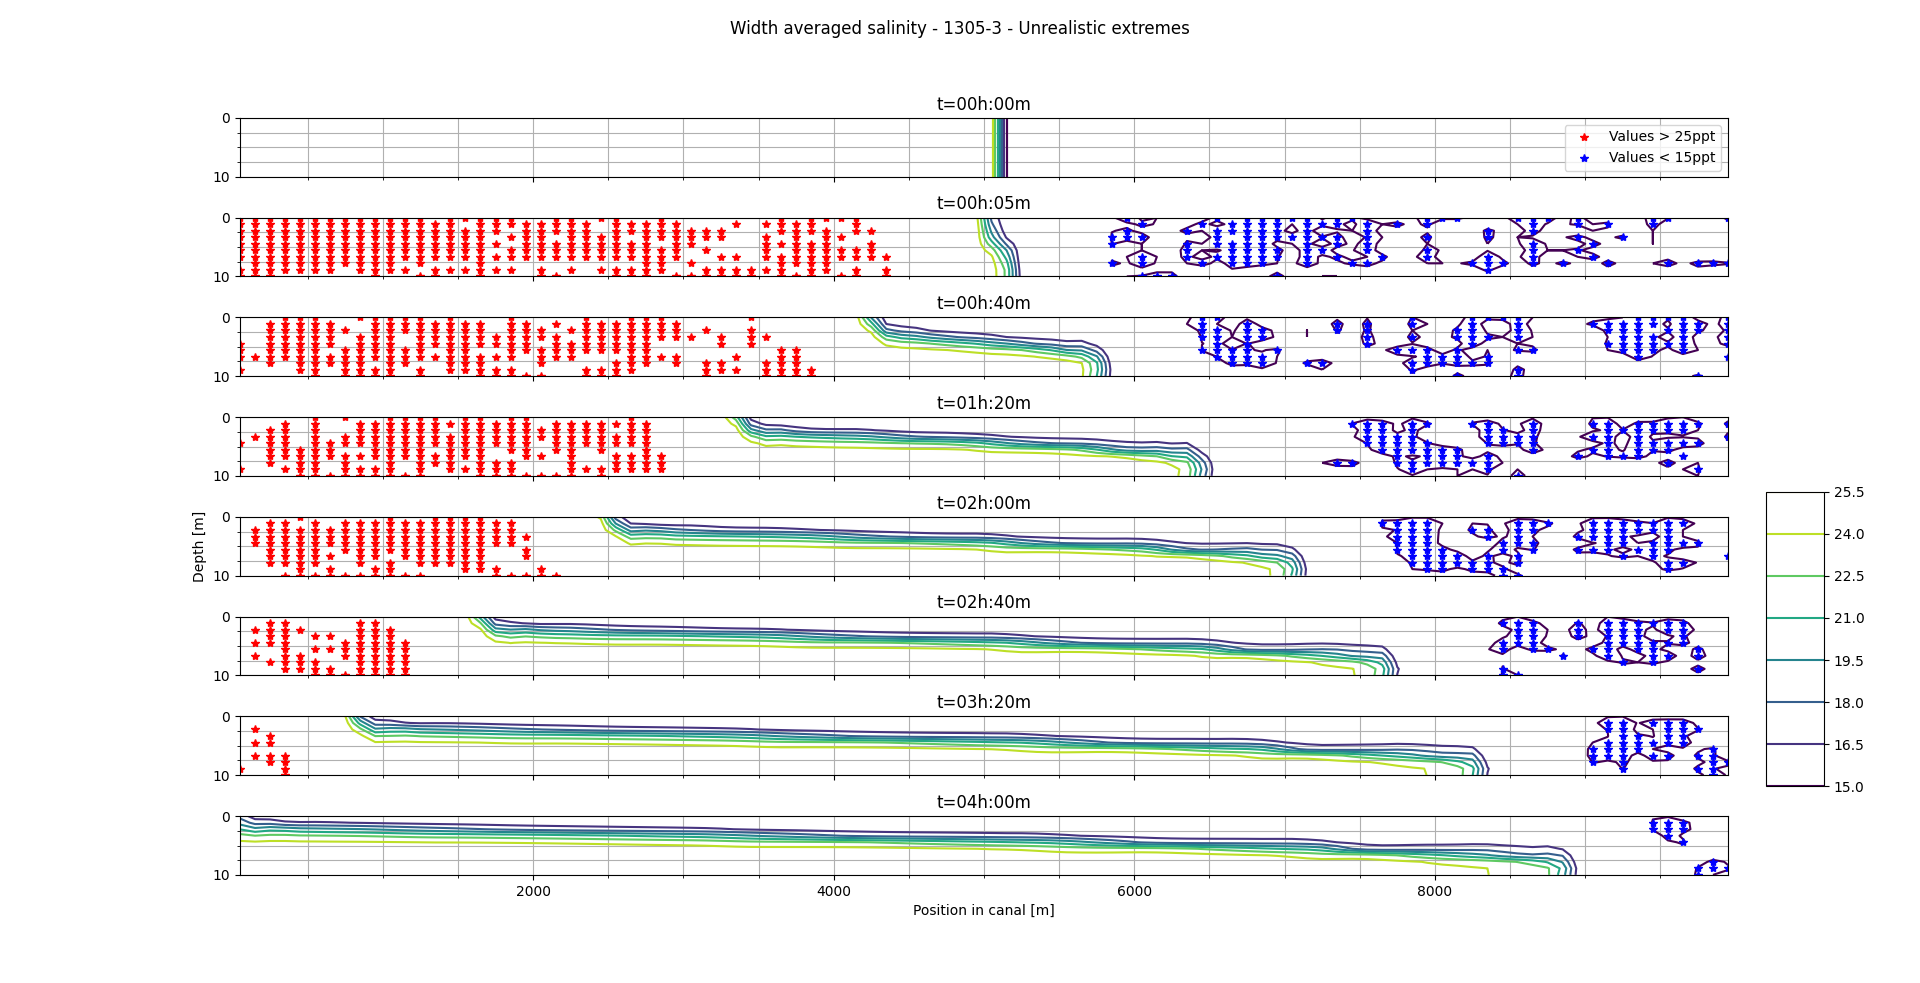 Width averaged salinity - 1305-3 - Unrealistic extremes
t=00h:00m
0
10
Values > 25ppt
Values < 15ppt
t=00h:05m
0
10
t=00h:40m
0
10
t=01h:20m
0
10
t=02h:00m
0
10
t=02h:40m
0
10
t=03h:20m
0
10
t=04h:00m
0
10
2000
4000
6000
8000
Position in canal [m]
Depth [m]
25.5
24.0
22.5
21.0
19.5
18.0
16.5
15.0